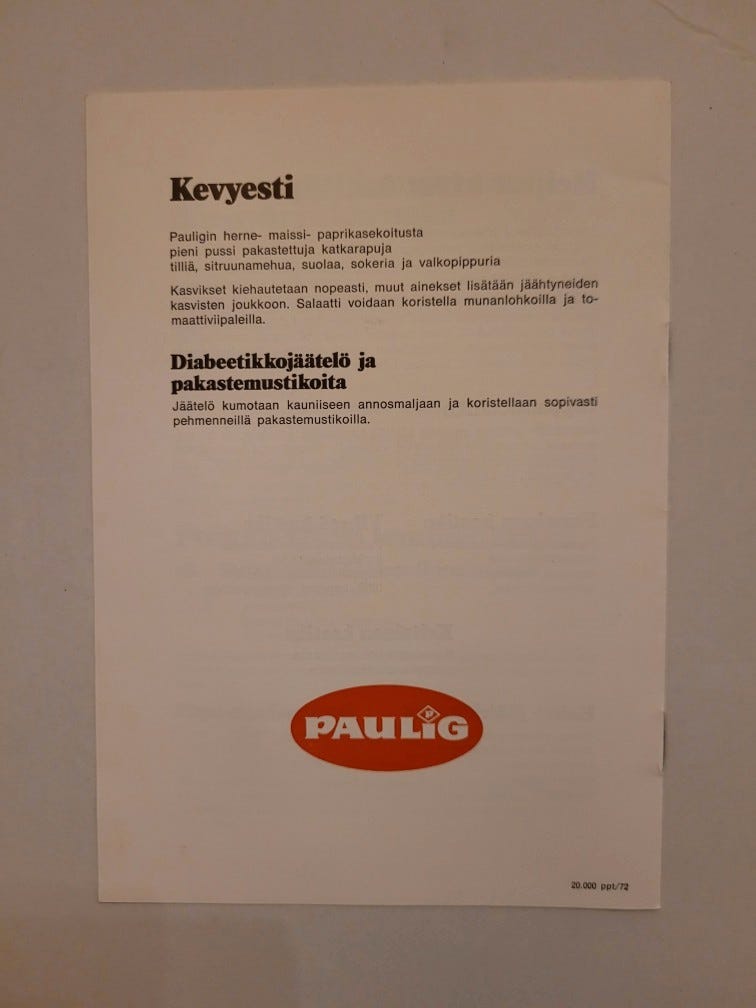 Kevyesti
Pauligin herne- maissi- paprikasekoitusta
pieni pussi pakastettuja katkarapuja
tilliä, sitruunamehua, suolaa, sokeria ja valkopippuria
Kasvikset kiehautetaan nopeasti, muut ainekset lisätään jäähtyneiden
kasvisten joukkoon. Salaatti voidaan koristella munanlohkoilla ja to-
maattiviipaleilla.
Diabeetikkojäätelö ja
pakastemustikoita
Jäätelö kumotaan kauniiseen annosmaljaan ja koristellaan sopivasti
pehmenneillä pakastemustikoilla.
P
PAULIG
20.000 ppt/72